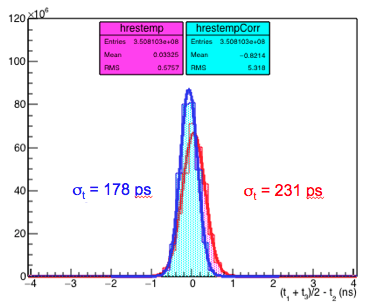 ×10⁶
hrestemp
Entries 3.508103e+08
Mean 0.03325
RMS 0.5757
hrestempCorr
Entries 3.508103e+08
Mean −0.8214
RMS 5.318
120
100
80
60
40
20
0
σt = 178 ps
σt = 231 ps
−4 −3 −2 −1 0 1 2 3 4
(t1 + t3)/2 - t2 (ns)